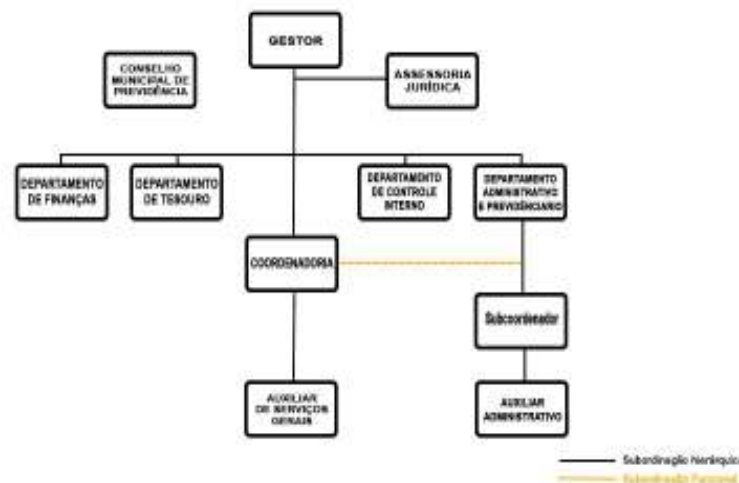 GESTOR
CONSELHO
MUNICIPAL DE
PREVIDÊNCIA
ASSESSORIA
JURÍDICA
DEPARTAMENTO
DE FINANÇAS
DEPARTAMENTO
DE TESOURO
DEPARTAMENTO
DE CONTROLE
INTERNO
DEPARTAMENTO
ADMINISTRATIVO
E PREVIDÊNCIARIO
COORDENADORIA
Subcoordenador
AUXILIAR
DE SERVIÇOS
GERAIS
AUXILIAR
ADMINISTRATIVO
Subordinação hierárquica
Subordinação Funcional